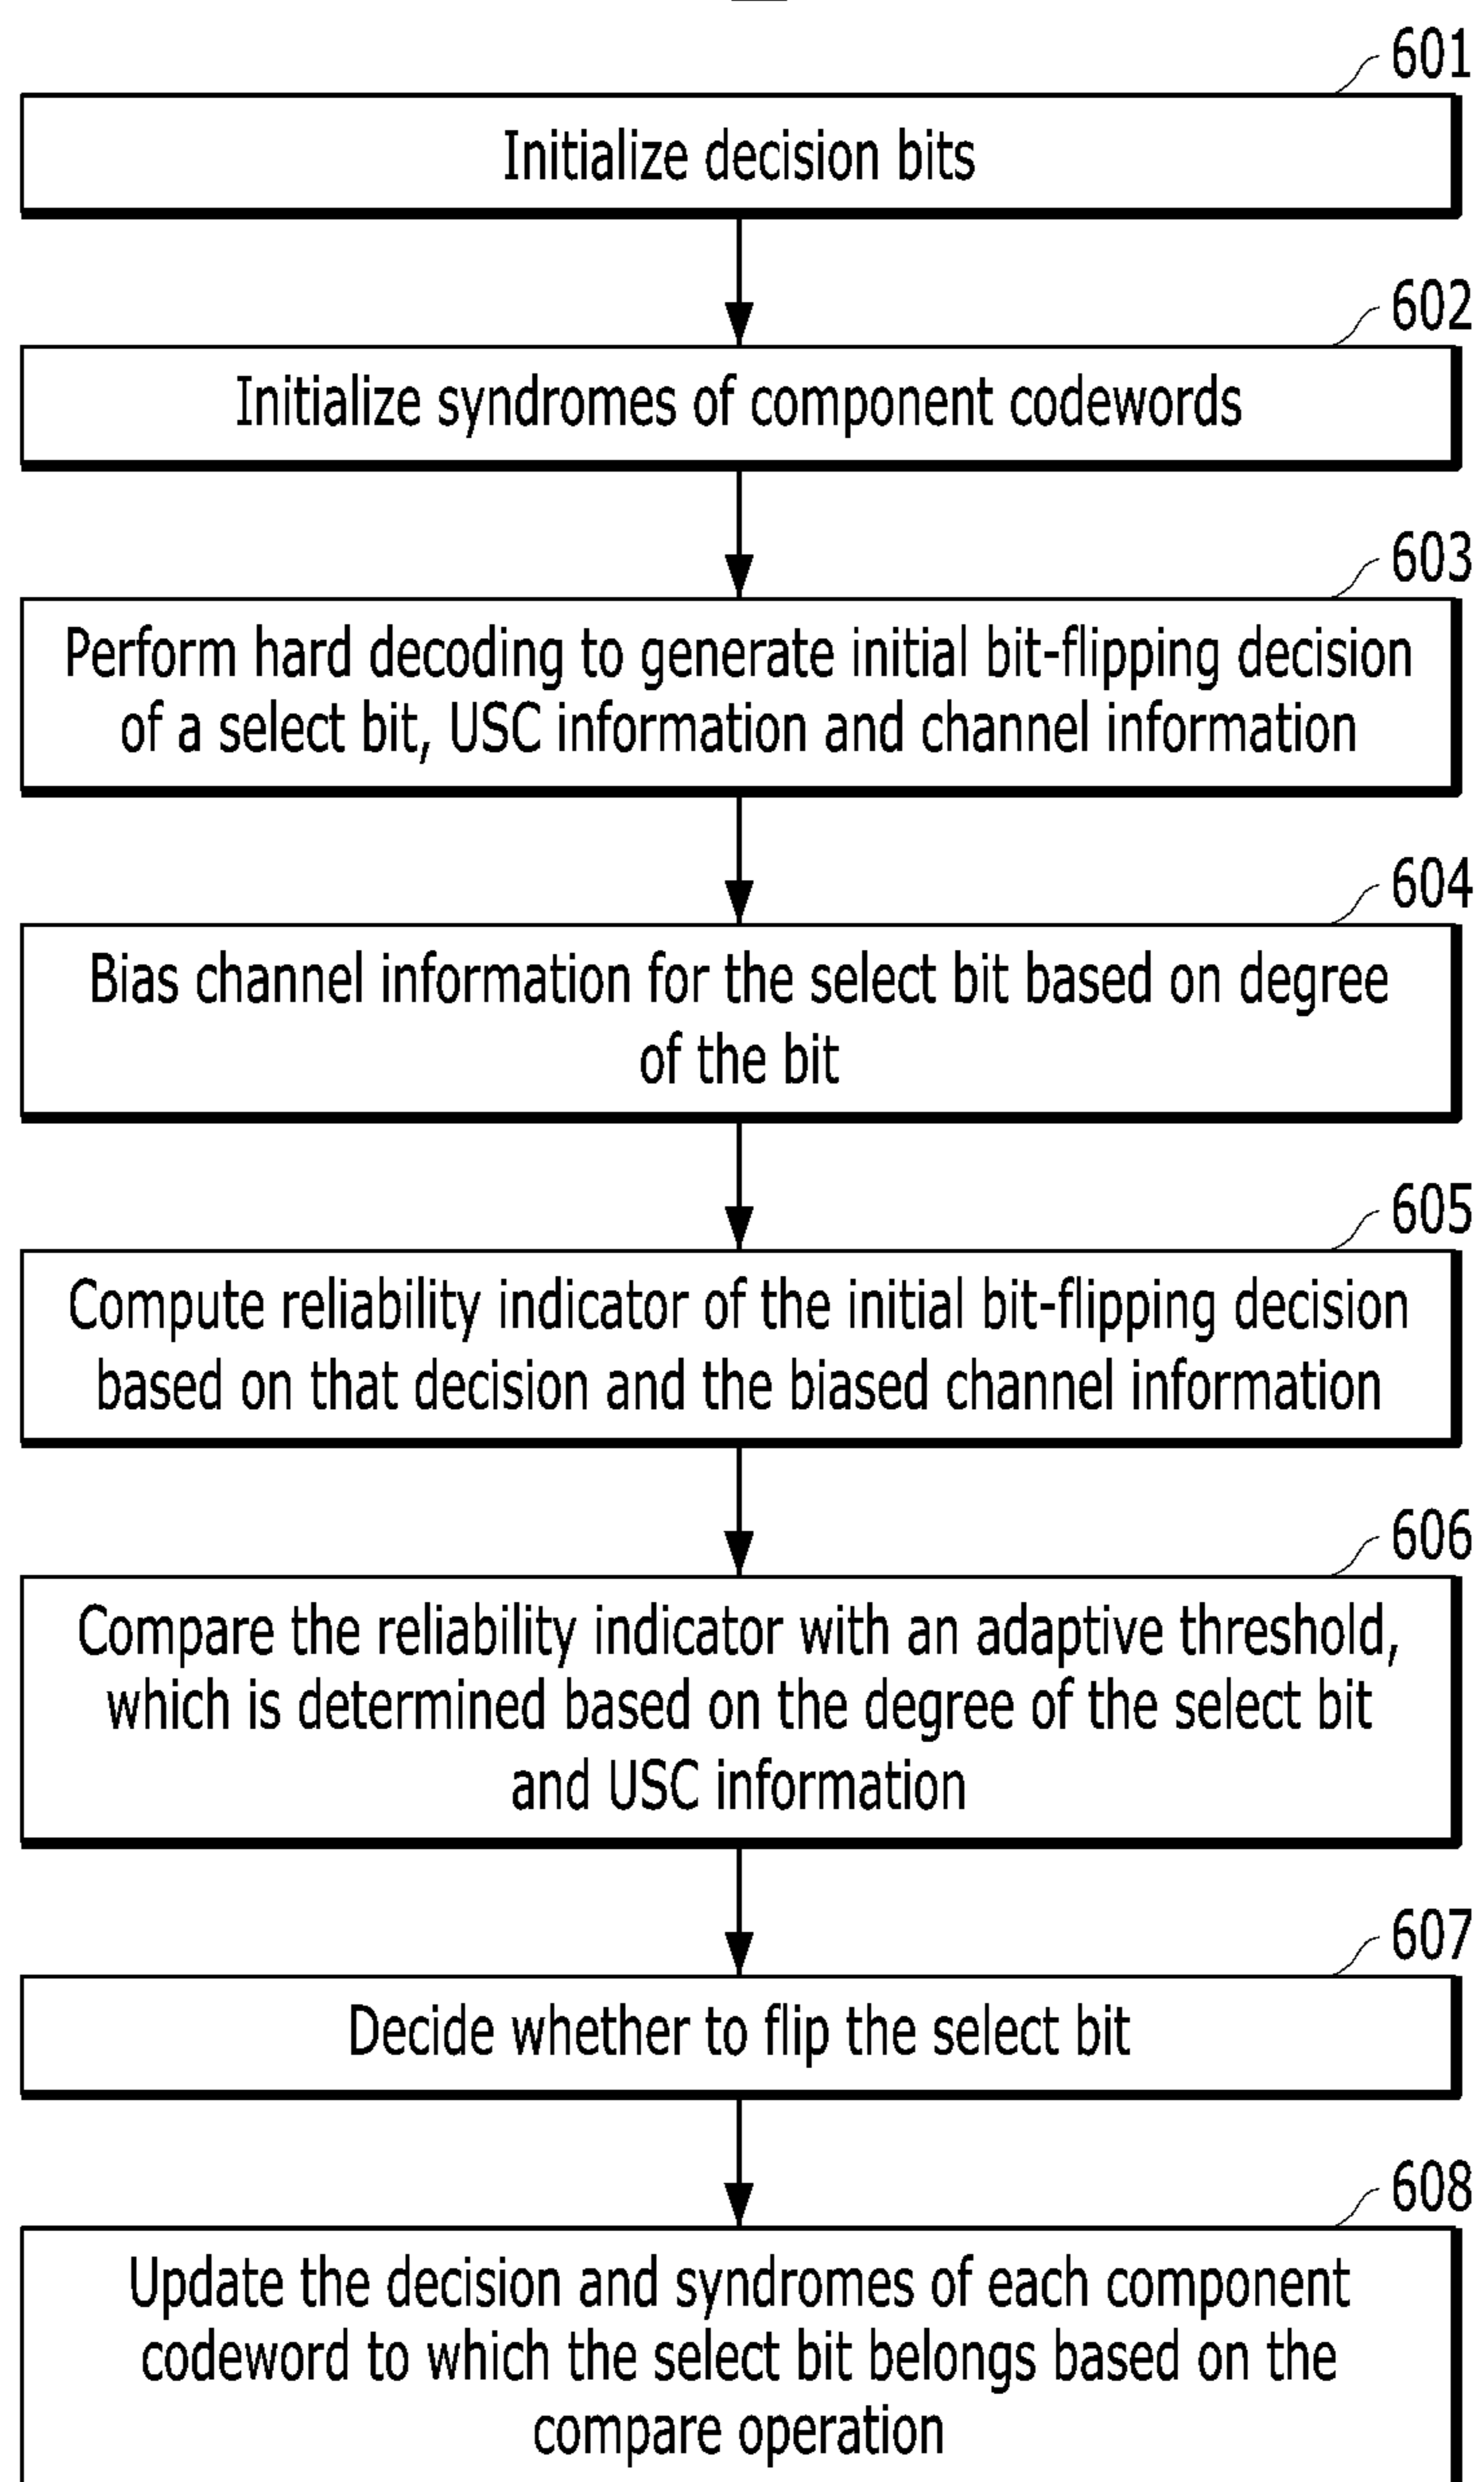 601
Initialize decision bits
602
Initialize syndromes of component codewords
603
Perform hard decoding to generate initial bit-flipping decision
of a select bit, USC information and channel information
604
Bias channel information for the select bit based on degree
of the bit
605
Compute reliability indicator of the initial bit-flipping decision
based on that decision and the biased channel information
606
Compare the reliability indicator with an adaptive threshold,
which is determined based on the degree of the select bit
and USC information
607
Decide whether to flip the select bit
608
Update the decision and syndromes of each component
codeword to which the select bit belongs based on the
compare operation